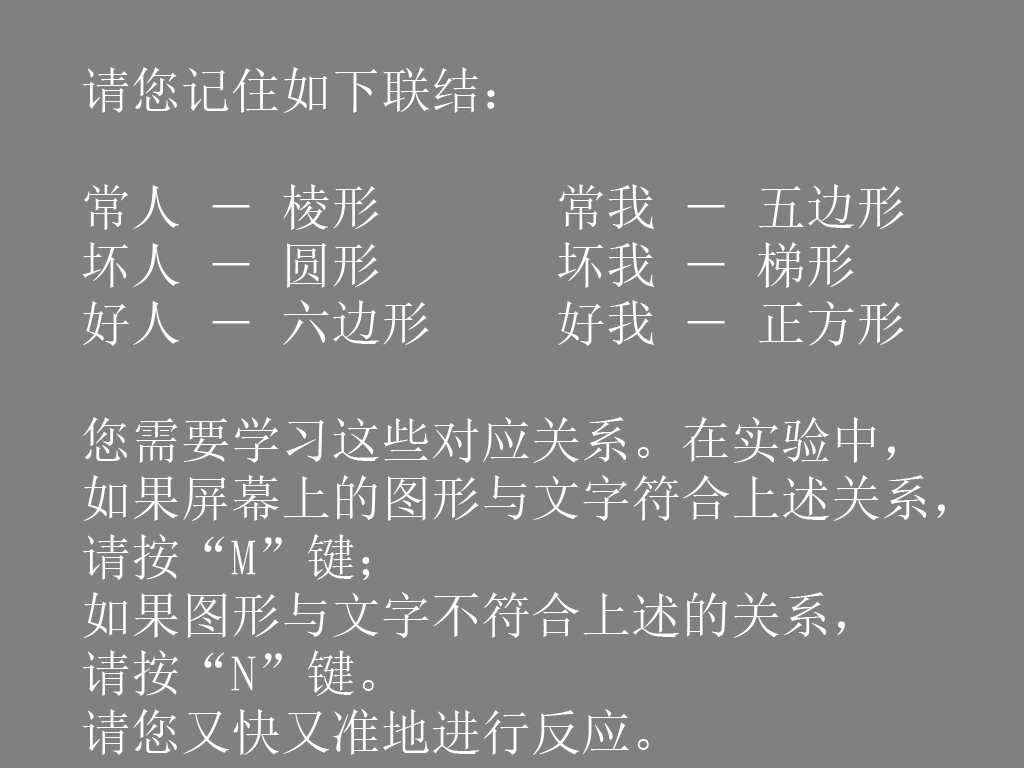 请您记住如下联结：
常人 － 棱形 常我 － 五边形
坏人 － 圆形 坏我 － 梯形
好人 － 六边形 好我 － 正方形
您需要学习这些对应关系。在实验中，
如果屏幕上的图形与文字符合上述关系，
请按“M”键；
如果图形与文字不符合上述的关系，
请按“N”键。
请您又快又准地进行反应。